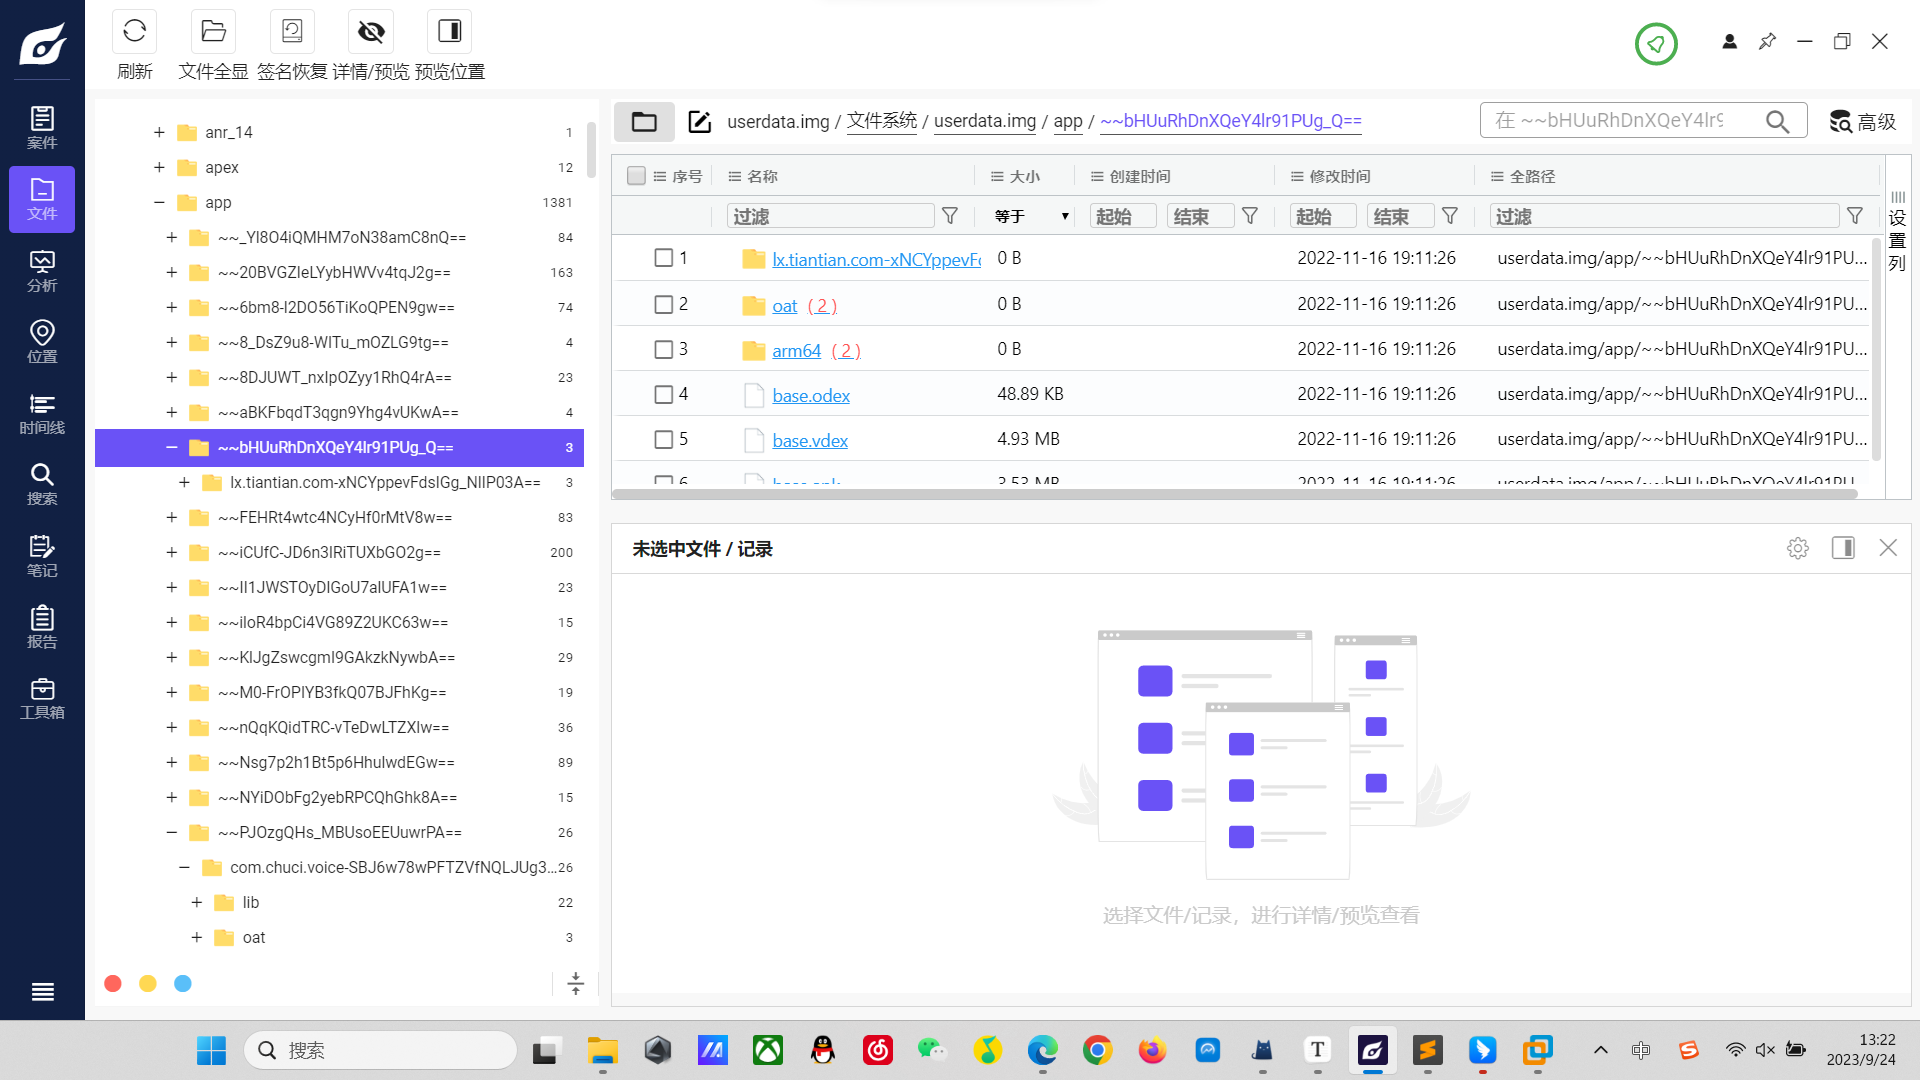 刷新
文件全显
签名恢复
详情/预览
预览位置
案件
文件
分析
位置
时间线
搜索
笔记
报告
工具箱
anr_14 1
apex 12
app 1381
~~_Yl8O4iQMHM7oN38amC8nQ== 84
~~20BVGZIeLYybHWVv4tqJ2g== 163
~~6bm8-I2DO56TiKoQPEN9gw== 74
~~8_DsZ9u8-WITu_mOZLG9tg== 4
~~8DJUWT_nxIpOZyy1RhQ4rA== 23
~~aBKFbqdT3qgn9Yhg4vUKwA== 4
~~bHUuRhDnXQeY4lr91PUg_Q== 3
lx.tiantian.com-xNCYppevFdsIGg_NIIP03A== 3
~~FEHRt4wtc4NCyHf0rMtV8w== 83
~~iCUfC-JD6n3lRiTUXbGO2g== 200
~~II1JWSTOyDIGoU7aIUFA1w== 23
~~iloR4bpCi4VG89Z2UKC63w== 15
~~KlJgZswcgmI9GAkzkNywbA== 29
~~M0-FrOPIYB3fkQ07BJFhKg== 19
~~nQqKQidTRC-vTeDwLTZXIw== 36
~~Nsg7p2h1Bt5p6HhulwdEGw== 89
~~NYiDObFg2yebRPCQhGhk8A== 15
~~PJOzgQHs_MBUsoEEUuwrPA== 26
com.chuci.voice-SBJ6w78wPFTZVfNQLJUg3... 26
lib 22
oat 3
userdata.img / 文件系统 / userdata.img / app / ~~bHUuRhDnXQeY4lr91PUg_Q==
在 ~~bHUuRhDnXQeY4lr9
高级
序号 名称 大小 创建时间 修改时间 全路径
过滤 等于 起始 结束 起始 结束 过滤
1 lx.tiantian.com-xNCYppevFd 0 B 2022-11-16 19:11:26 userdata.img/app/~~bHUuRhDnXQeY4lr91PU...
2 oat ( 2 ) 0 B 2022-11-16 19:11:26 userdata.img/app/~~bHUuRhDnXQeY4lr91PU...
3 arm64 ( 2 ) 0 B 2022-11-16 19:11:26 userdata.img/app/~~bHUuRhDnXQeY4lr91PU...
4 base.odex 48.89 KB 2022-11-16 19:11:26 userdata.img/app/~~bHUuRhDnXQeY4lr91PU...
5 base.vdex 4.93 MB 2022-11-16 19:11:26 userdata.img/app/~~bHUuRhDnXQeY4lr91PU...
6 base.apk 3.53 MB 2022-11-16 19:11:26 userdata.img/app/~~bHUuRhDnXQeY4lr91PU...
设置列
未选中文件 / 记录
选择文件/记录，进行详情/预览查看
搜索
中
13:22
2023/9/24